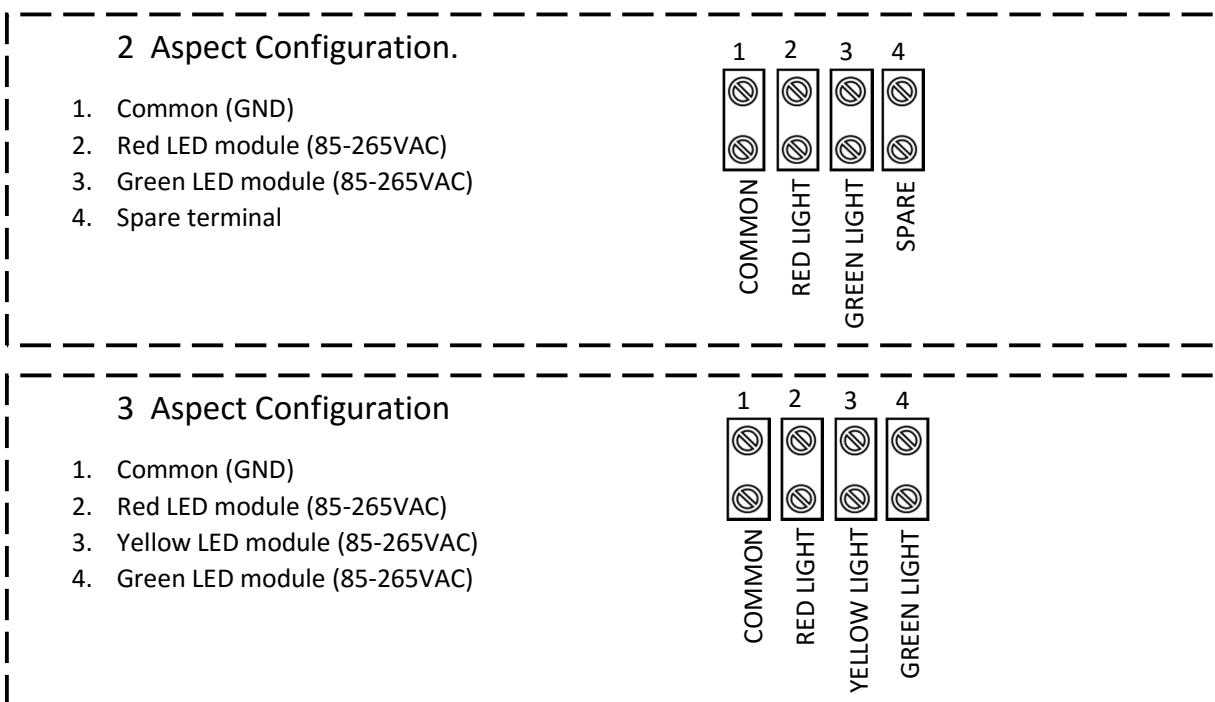 2 Aspect Configuration.
1. Common (GND)
2. Red LED module (85-265VAC)
3. Green LED module (85-265VAC)
4. Spare terminal
1 2 3 4
COMMON
RED LIGHT
GREEN LIGHT
SPARE
3 Aspect Configuration
1. Common (GND)
2. Red LED module (85-265VAC)
3. Yellow LED module (85-265VAC)
4. Green LED module (85-265VAC)
1 2 3 4
COMMON
RED LIGHT
YELLOW LIGHT
GREEN LIGHT